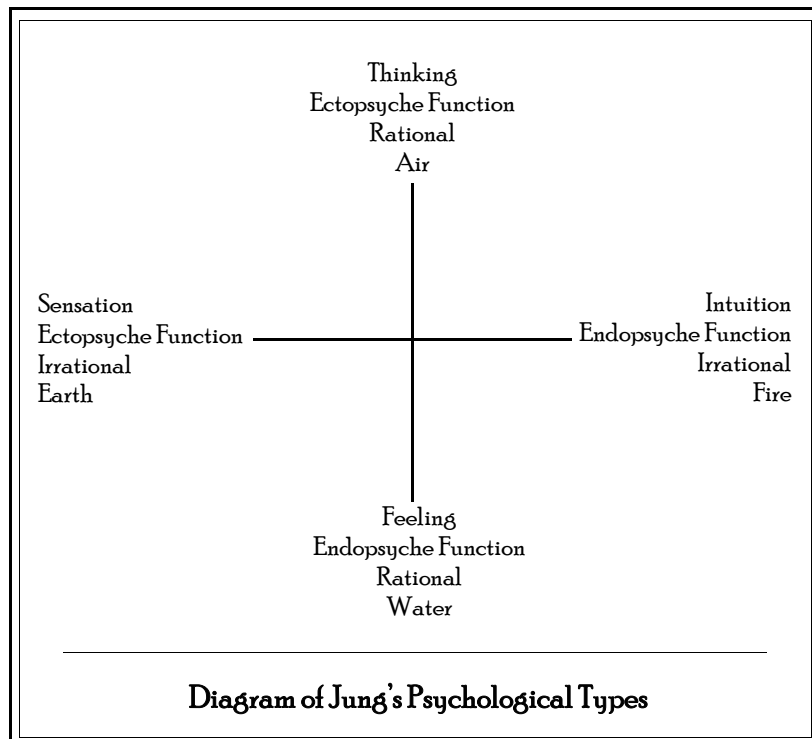 Thinking
Ectopsyche Function
Rational
Air
Sensation
Ectopsyche Function
Irrational
Earth
Intuition
Endopsyche Function
Irrational
Fire
Feeling
Endopsyche Function
Rational
Water
Diagram of Jung's Psychological Types